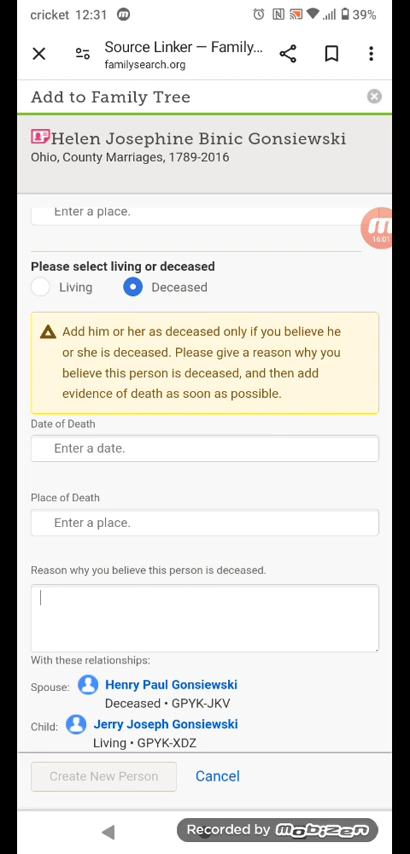 cricket 12:31 39%
Source Linker — Family...
familysearch.org
Add to Family Tree
Helen Josephine Binic Gonsiewski
Ohio, County Marriages, 1789-2016
Enter a place.
16:01
Please select living or deceased
Living Deceased
Add him or her as deceased only if you believe he
or she is deceased. Please give a reason why you
believe this person is deceased, and then add
evidence of death as soon as possible.
Date of Death
Enter a date.
Place of Death
Enter a place.
Reason why you believe this person is deceased.
With these relationships:
Spouse: Henry Paul Gonsiewski
Deceased • GPYK-JKV
Child: Jerry Joseph Gonsiewski
Living • GPYK-XDZ
Create New Person Cancel
Recorded by mobizen